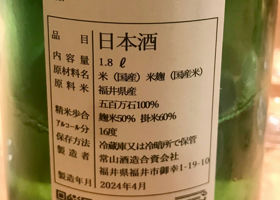 品目 日本酒
内容量 1.8ℓ
原材料名 米（国産）米麹（国産米）
原料米 福井県産
五百万石100%
精米歩合 麹米50% 掛米60%
アルコール分 16度
保存方法 冷蔵庫又は冷暗所で保管
製造者 常山酒造合資会社
福井県福井市御幸1-19-10
製造年月 2024年4月